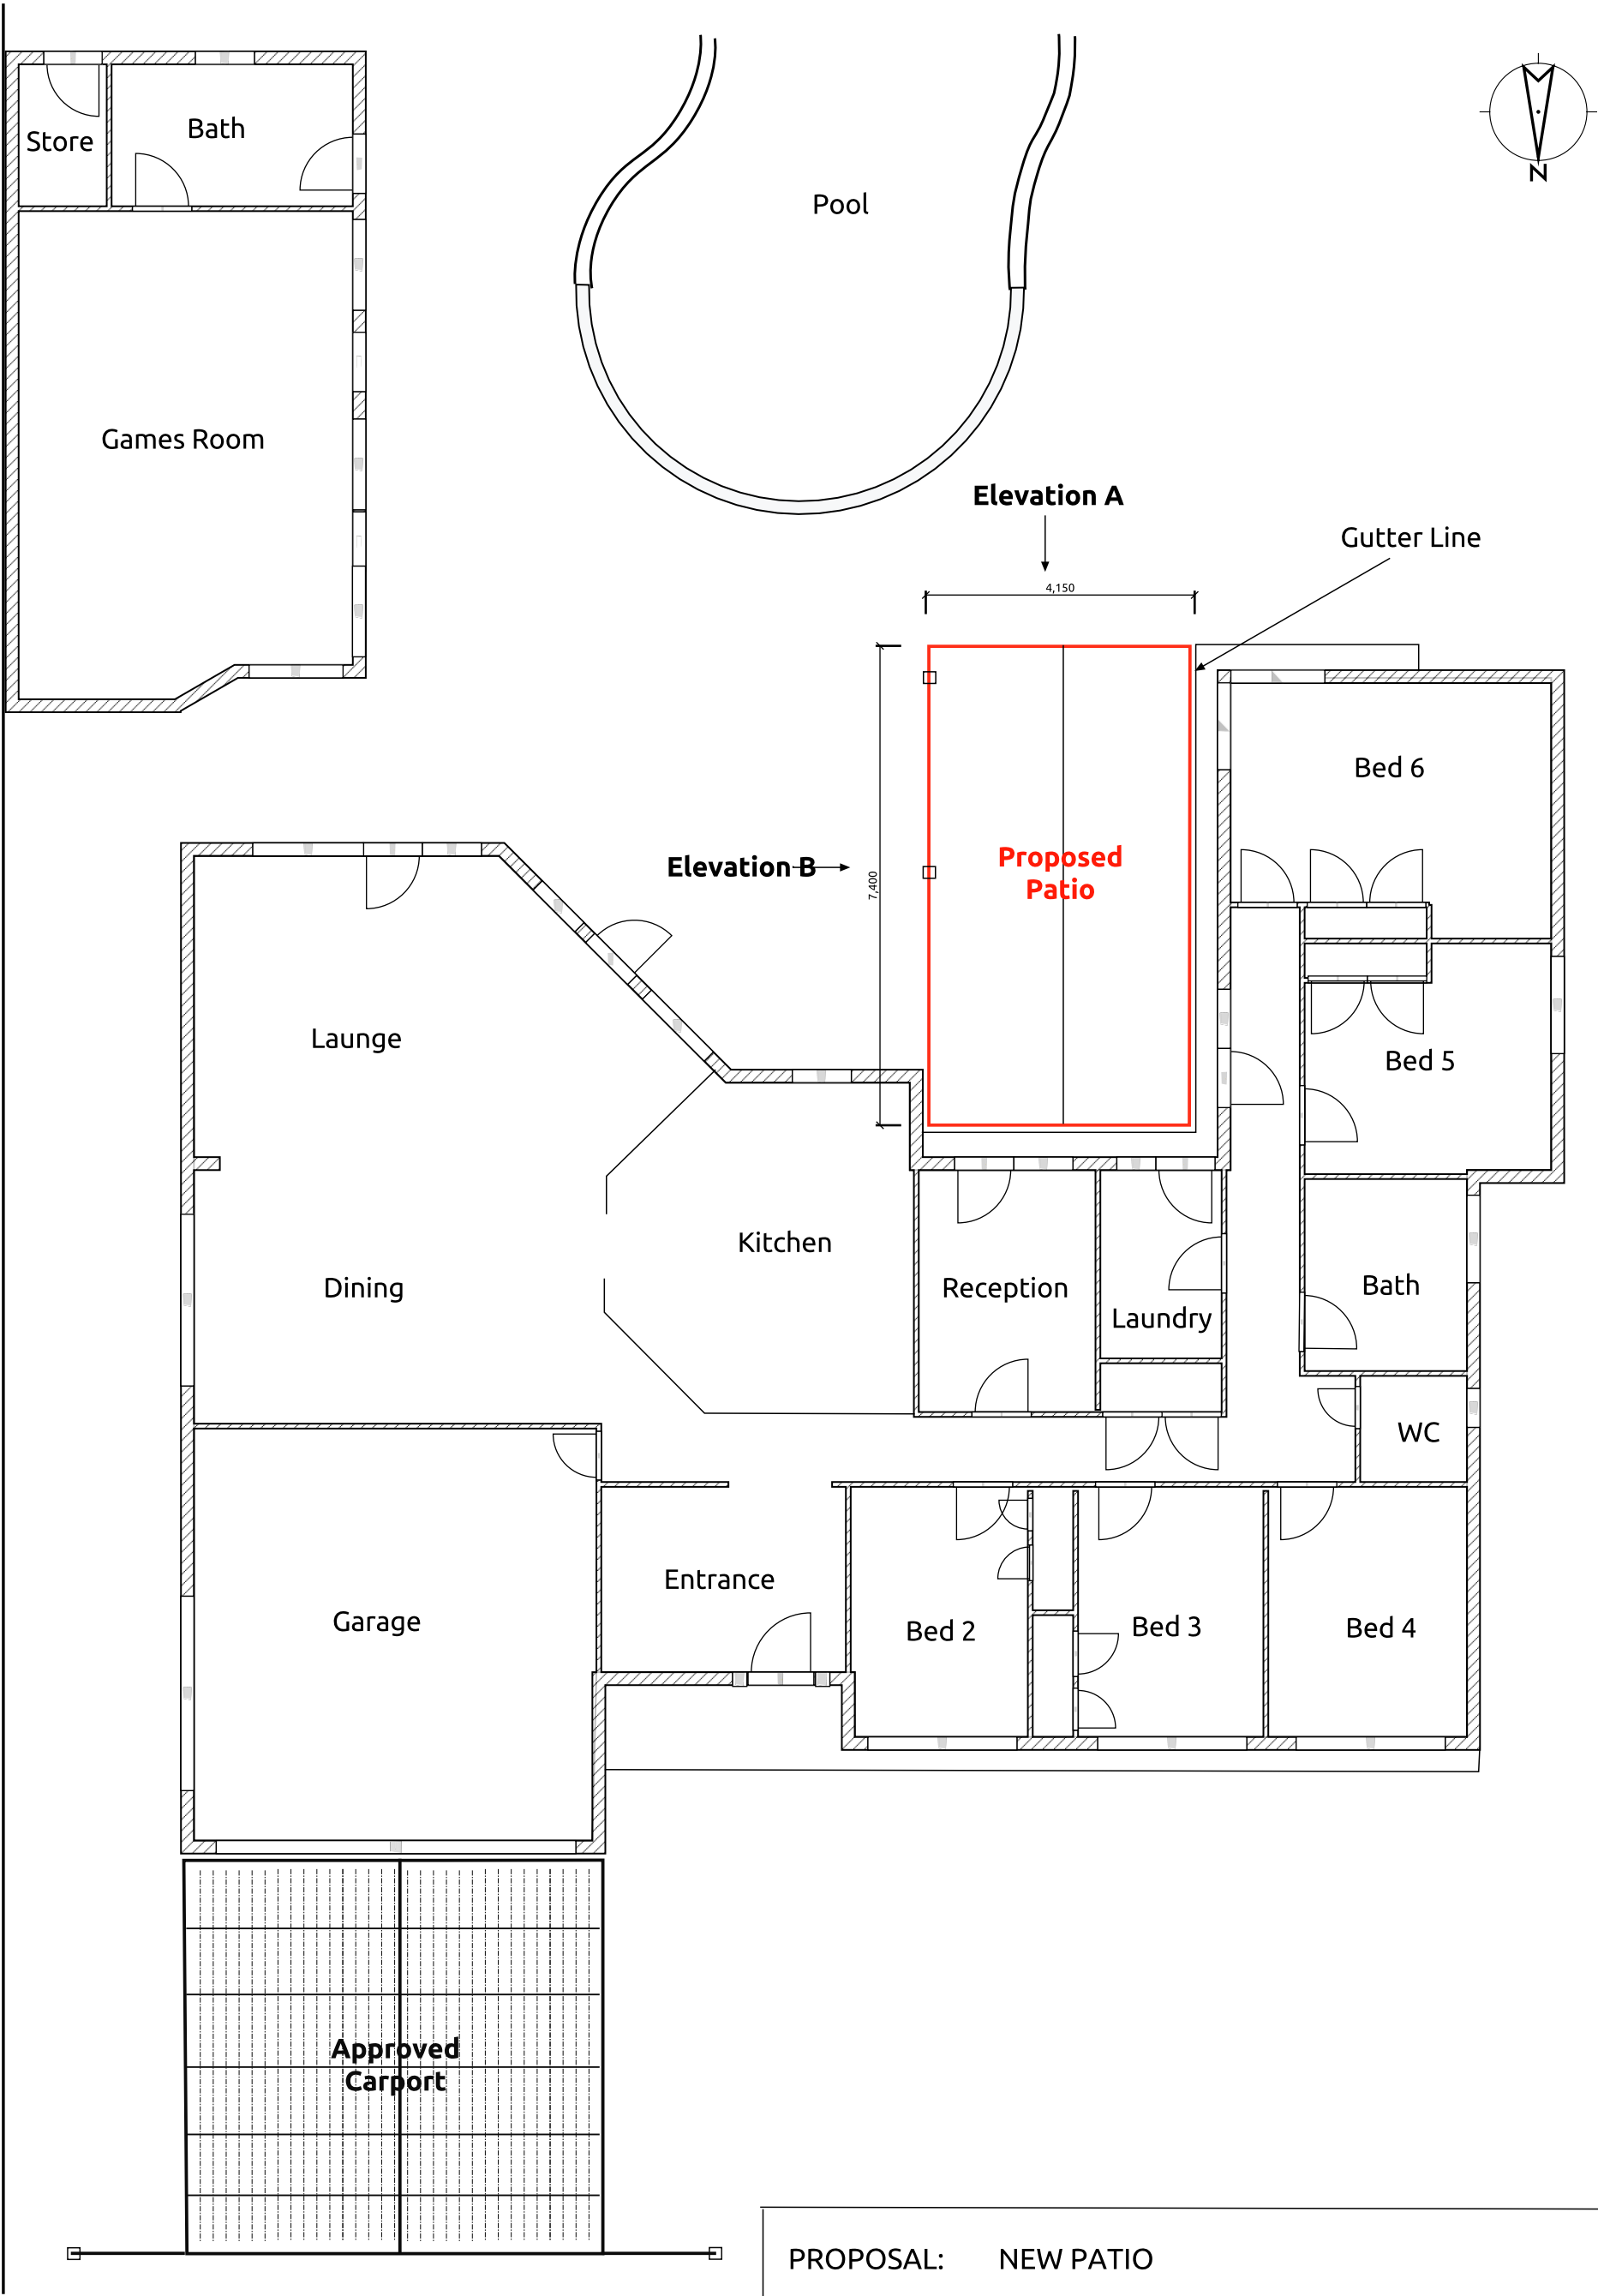 Store
Bath
Pool
N
Games Room
Elevation A
Gutter Line
4,150
Bed 6
Proposed
Patio
Elevation B
7,400
Launge
Bed 5
Kitchen
Dining
Reception
Laundry
Bath
WC
Entrance
Garage
Bed 2
Bed 3
Bed 4
Approved
Carport
PROPOSAL: NEW PATIO